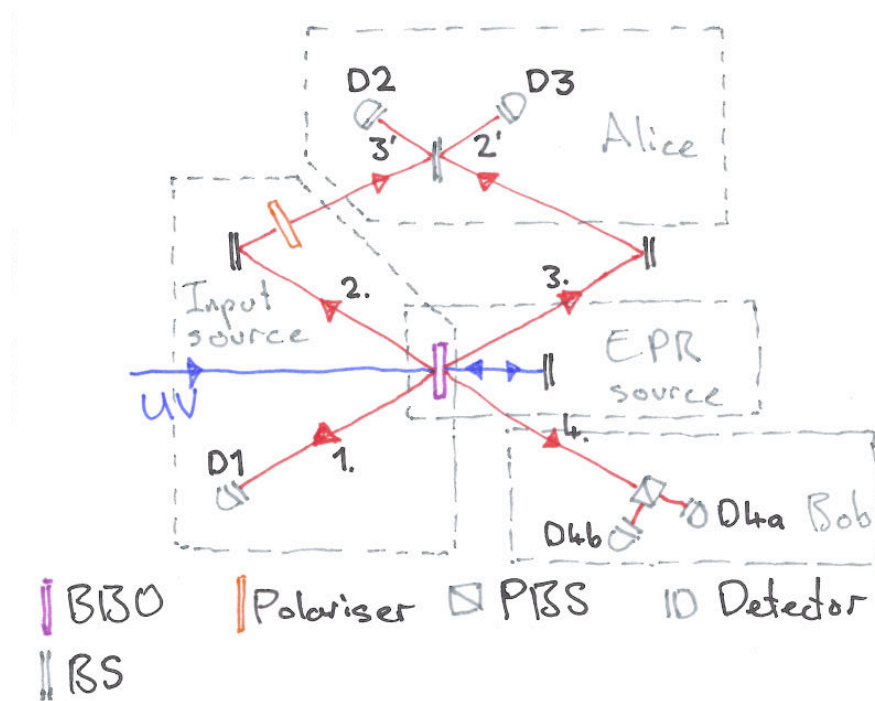 D2
D3
3'
2'
Alice
2.
3.
Input
source
EPR
source
UV
D1
1.
4.
D4b
D4a
Bob
BBO
Polariser
PBS
Detector
BS